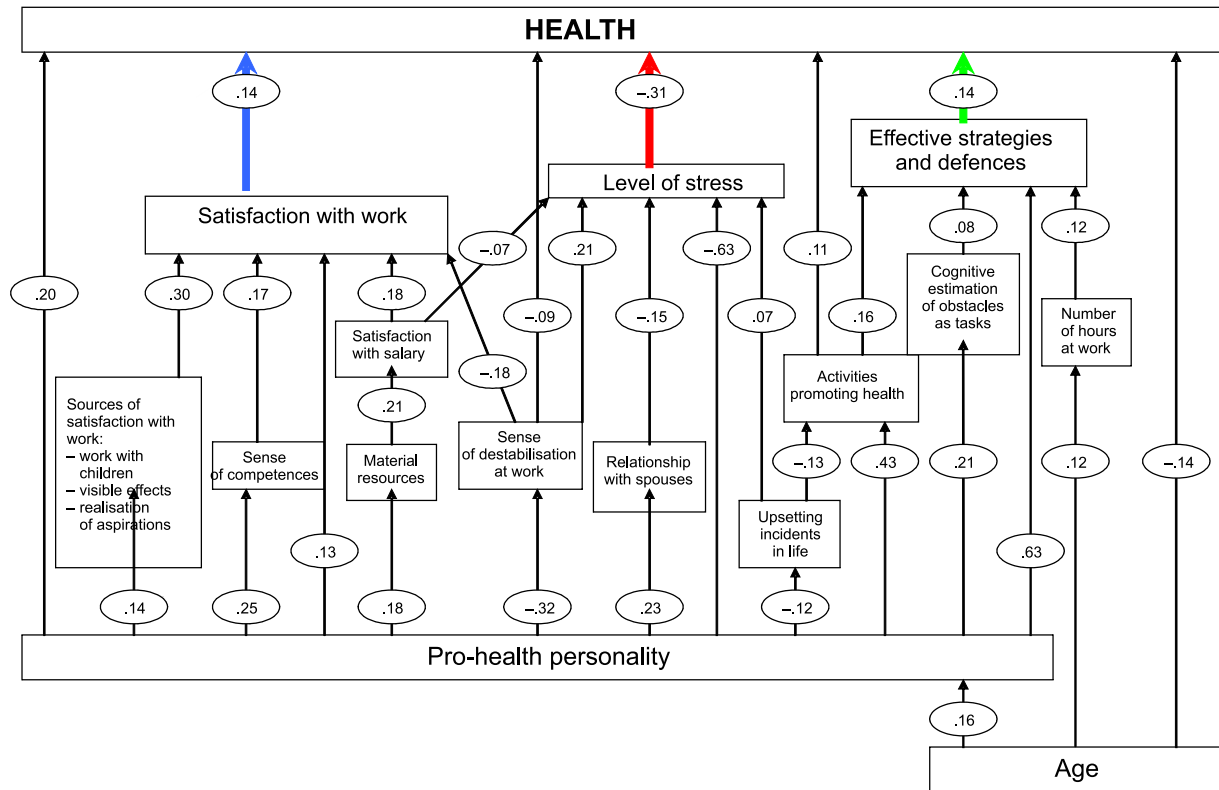 HEALTH
.14
–.31
.14
Effective strategies
and defences
Level of stress
Satisfaction with work
–.07
.21
–.63
.11
.08
.12
.20
.30
.17
.18
–.09
–.15
.07
.16
Cognitive
estimation
of obstacles
as tasks
Number
of hours
at work
Satisfaction
with salary
–.18
Activities
promoting health
Sources of
satisfaction with
work:
– work with
children
– visible effects
– realisation
of aspirations
.21
Sense
of competences
Material
resources
Sense
of destabilisation
at work
Relationship
with spouses
–.13
.43
.21
.12
–.14
Upsetting
incidents
in life
.13
.63
.14
.25
.18
–.32
.23
–.12
Pro-health personality
.16
Age